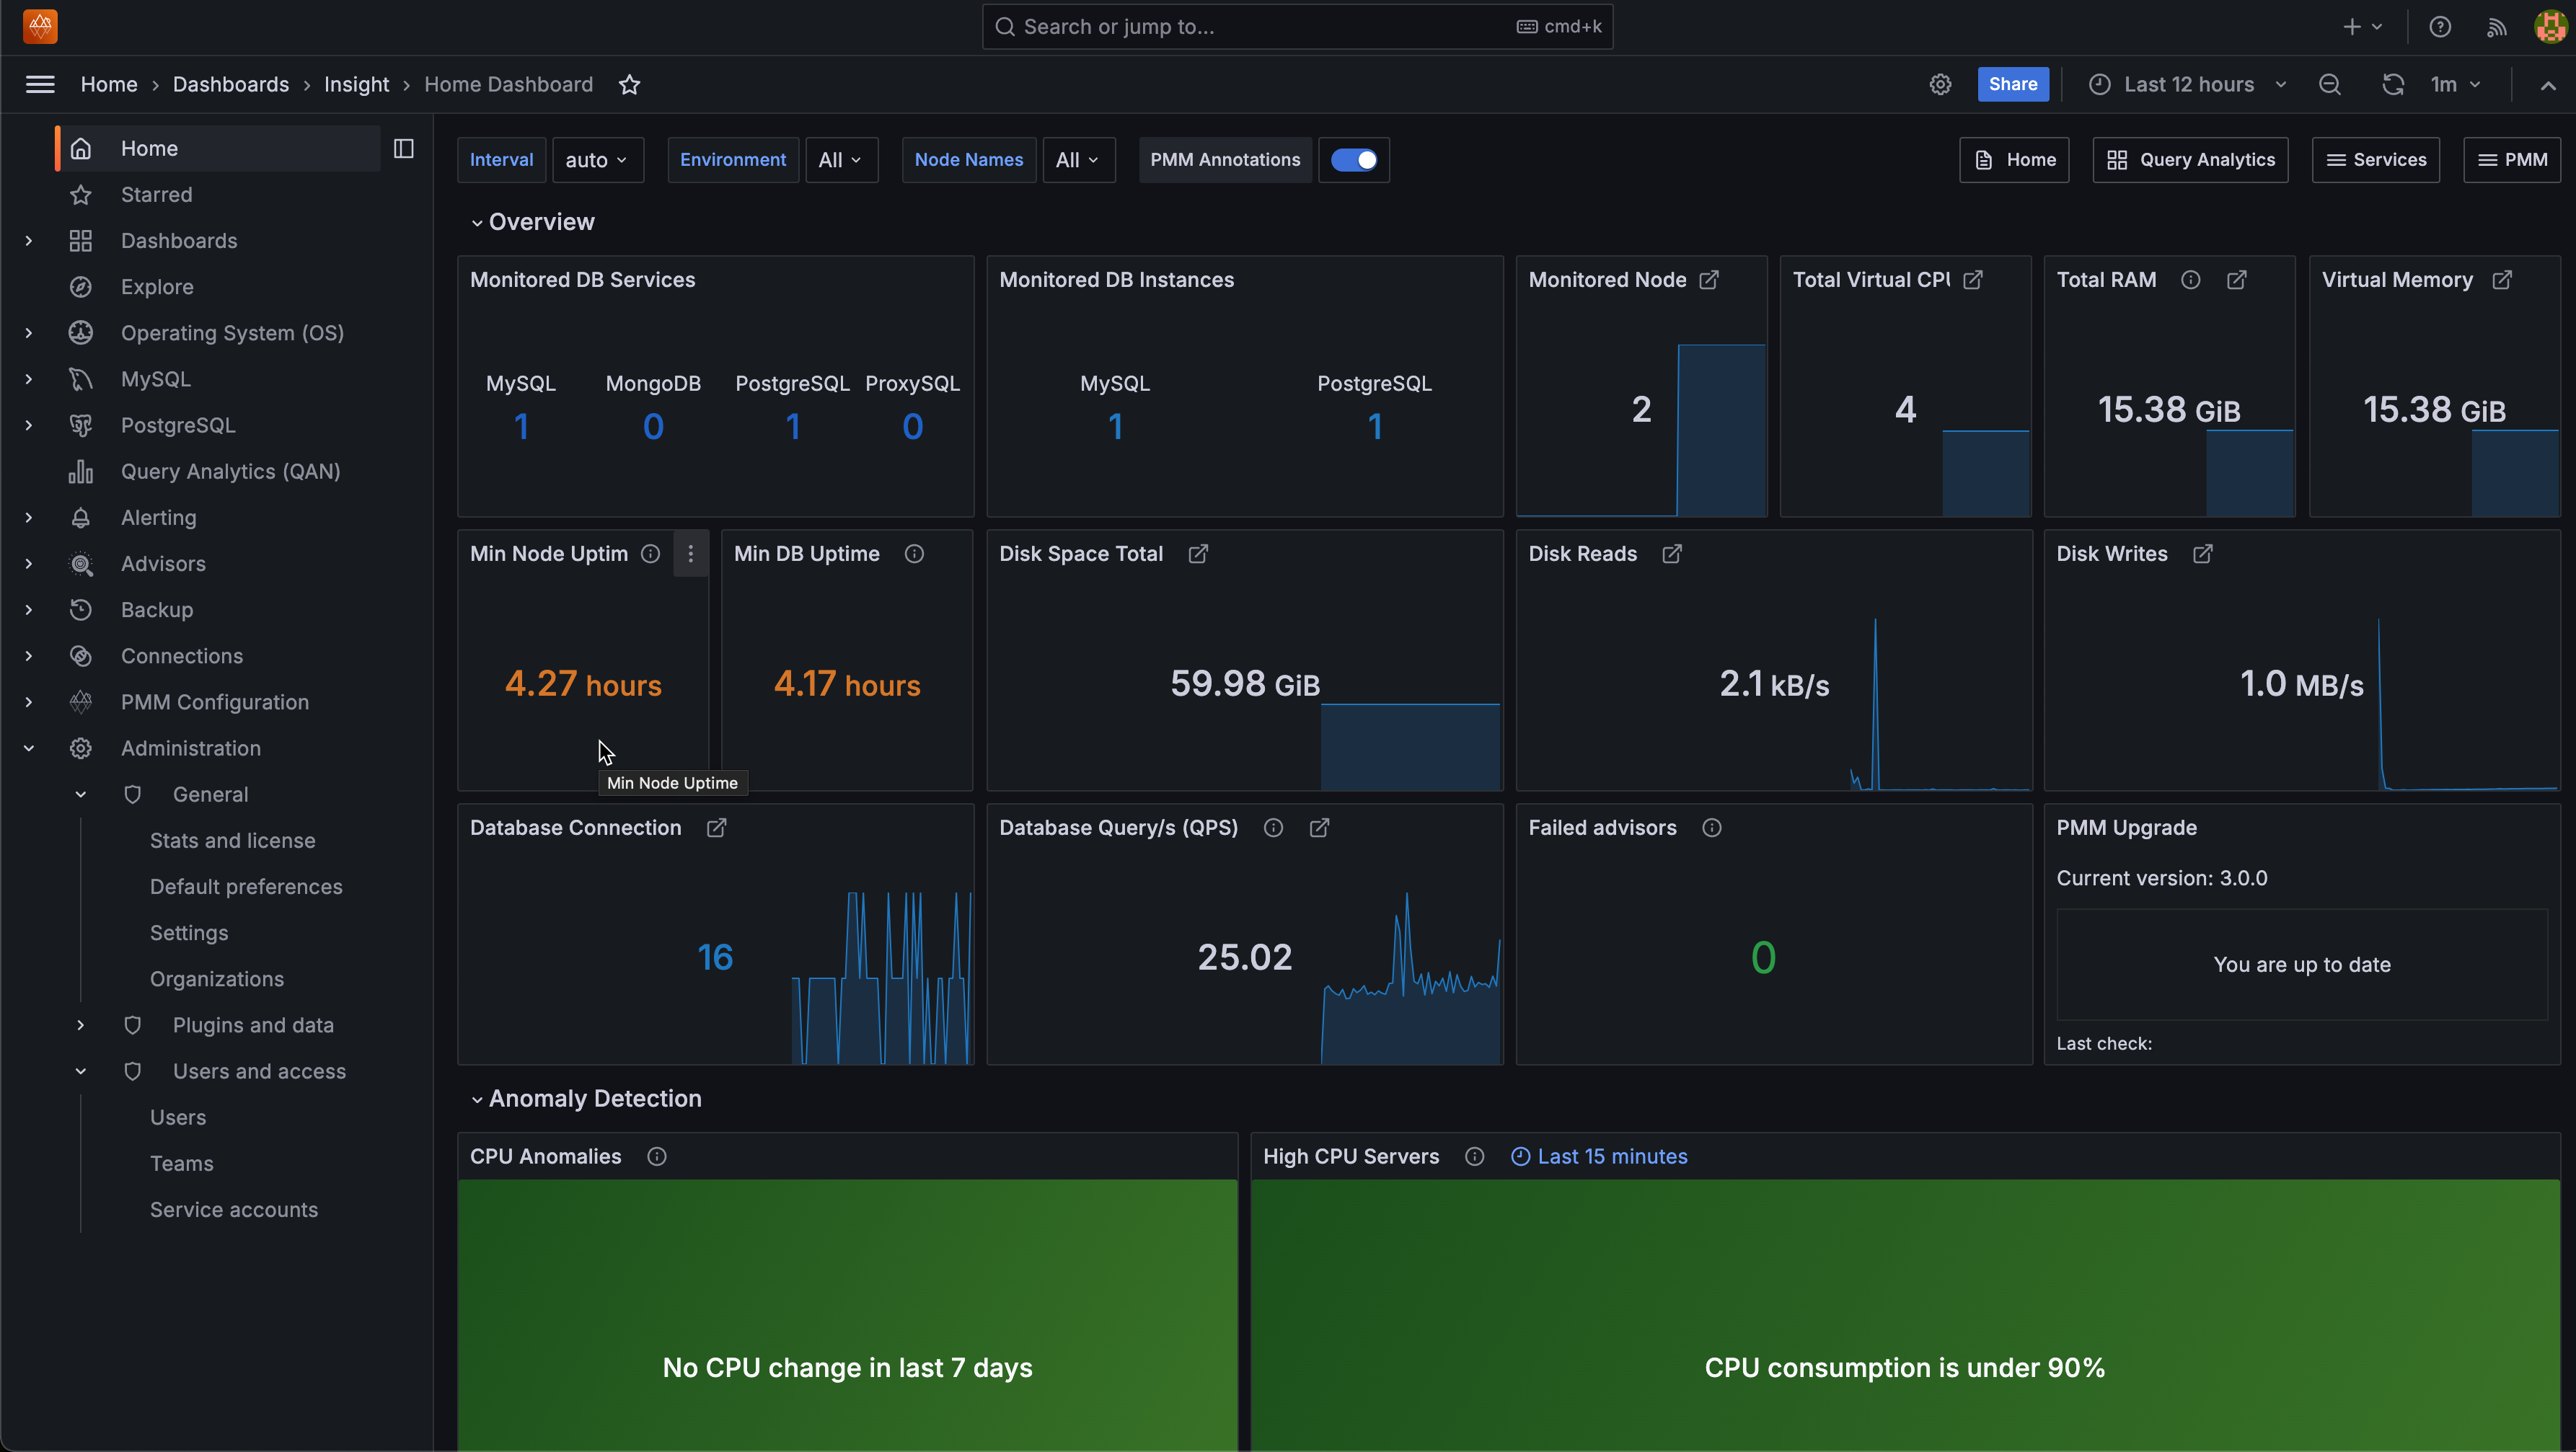 Search or jump to...
cmd+k
Home
Dashboards
Insight
Home Dashboard
Share
Last 12 hours
1m
Home
Starred
Dashboards
Explore
Operating System (OS)
MySQL
PostgreSQL
Query Analytics (QAN)
Alerting
Advisors
Backup
Connections
PMM Configuration
Administration
General
Stats and license
Default preferences
Settings
Organizations
Plugins and data
Users and access
Users
Teams
Service accounts
Interval
auto
Environment
All
Node Names
All
PMM Annotations
Home
Query Analytics
Services
PMM
Overview
Monitored DB Services
MySQL
1
MongoDB
0
PostgreSQL
1
ProxySQL
0
Monitored DB Instances
MySQL
1
PostgreSQL
1
Monitored Node
2
Total Virtual CPU
4
Total RAM
15.38 GiB
Virtual Memory
15.38 GiB
Min Node Uptim
4.27 hours
Min Node Uptime
Min DB Uptime
4.17 hours
Disk Space Total
59.98 GiB
Disk Reads
2.1 kB/s
Disk Writes
1.0 MB/s
Database Connection
16
Database Query/s (QPS)
25.02
Failed advisors
0
PMM Upgrade
Current version: 3.0.0
You are up to date
Last check:
Anomaly Detection
CPU Anomalies
No CPU change in last 7 days
High CPU Servers
Last 15 minutes
CPU consumption is under 90%